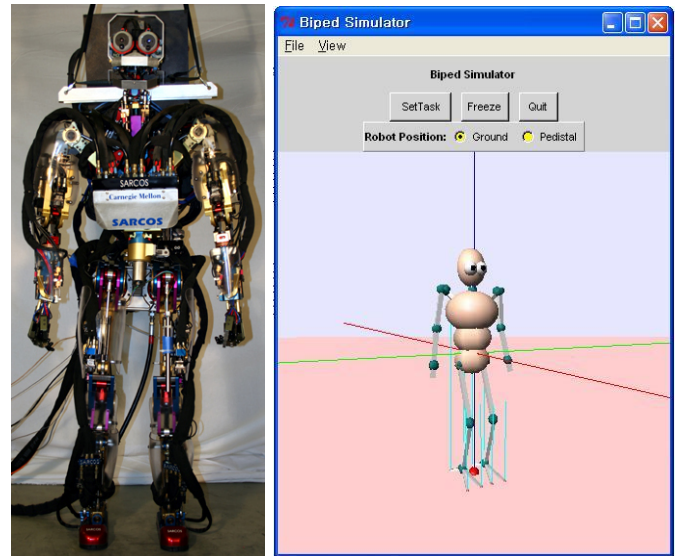 SARCOS
Carnegie Mellon
SARCOS
Biped Simulator
File View
Biped Simulator
SetTask Freeze Quit
Robot Position: Ground Pedistal